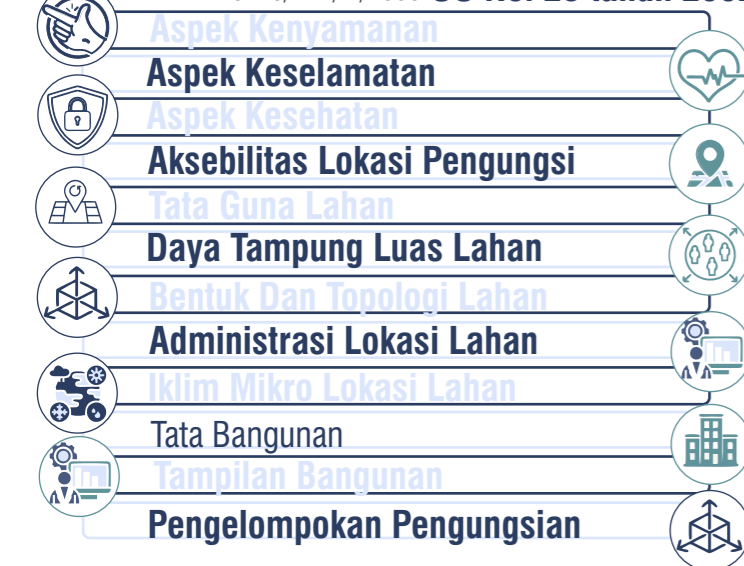 Aspek Kenyamanan
Aspek Keselamatan
Aspek Kesehatan
Aksebilitas Lokasi Pengungsi
Tata Guna Lahan
Daya Tampung Luas Lahan
Bentuk Dan Topologi Lahan
Administrasi Lokasi Lahan
Iklim Mikro Lokasi Lahan
Tata Bangunan
Tampilan Bangunan
Pengelompokan Pengungsian